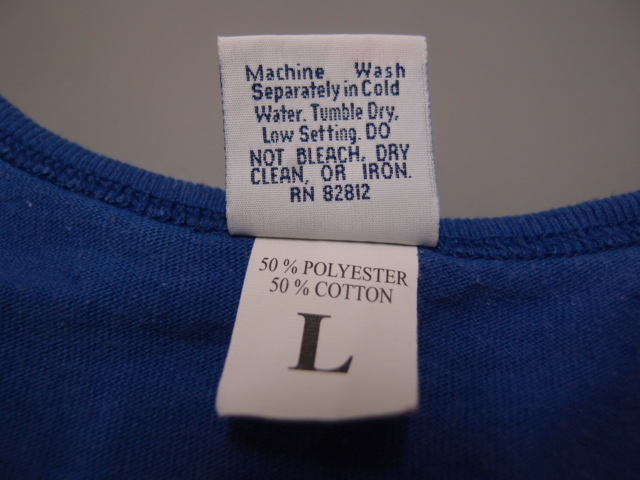 Machine Wash
Separately in Cold
Water. Tumble Dry,
Low Setting. DO
NOT BLEACH, DRY
CLEAN, OR IRON.
RN 82812
50 % POLYESTER
50 % COTTON
L